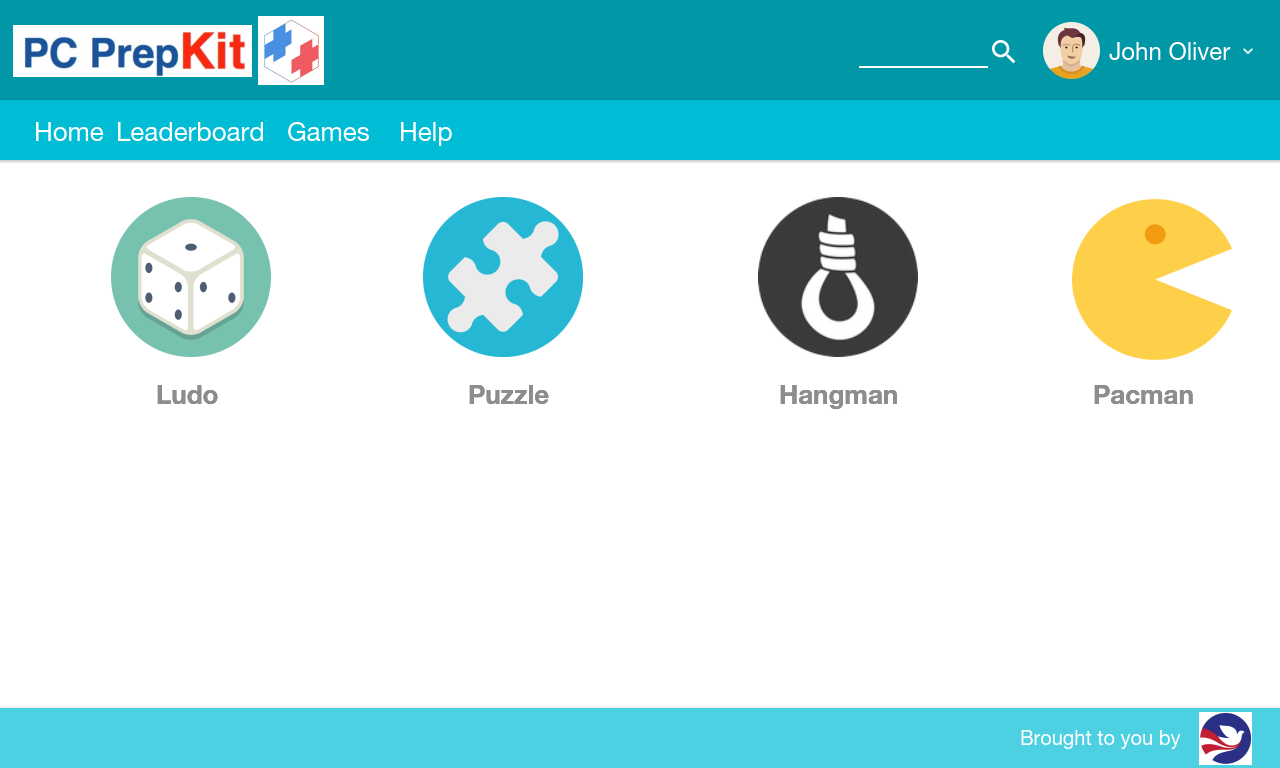 PC PrepKit
John Oliver
Home Leaderboard Games Help
Ludo Puzzle Hangman Pacman
Brought to you by